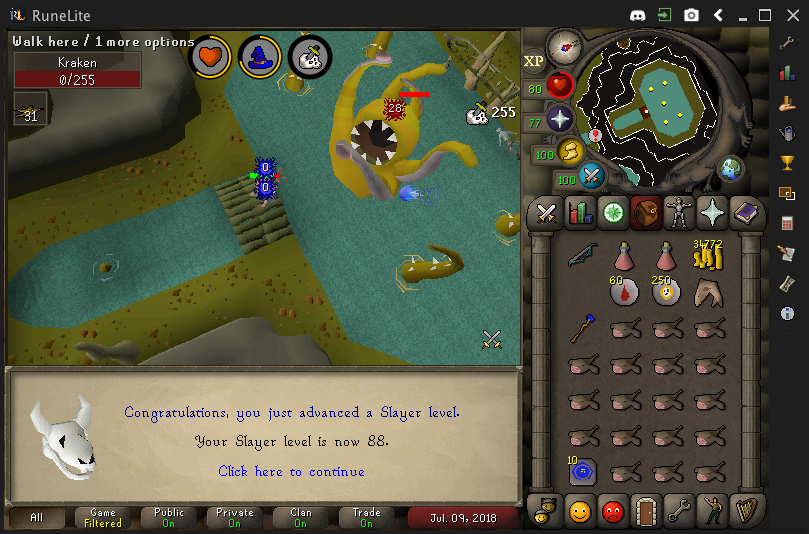 RuneLite
Walk here / 1 more options
Kraken
0/255
31
28
255
0
0
XP
80
77
100
100
34772
60
250
10
Congratulations, you just advanced a Slayer level.
Your Slayer level is now 88.
Click here to continue
All
Game
Filtered
Public
On
Private
On
Clan
On
Trade
On
Jul. 09, 2018